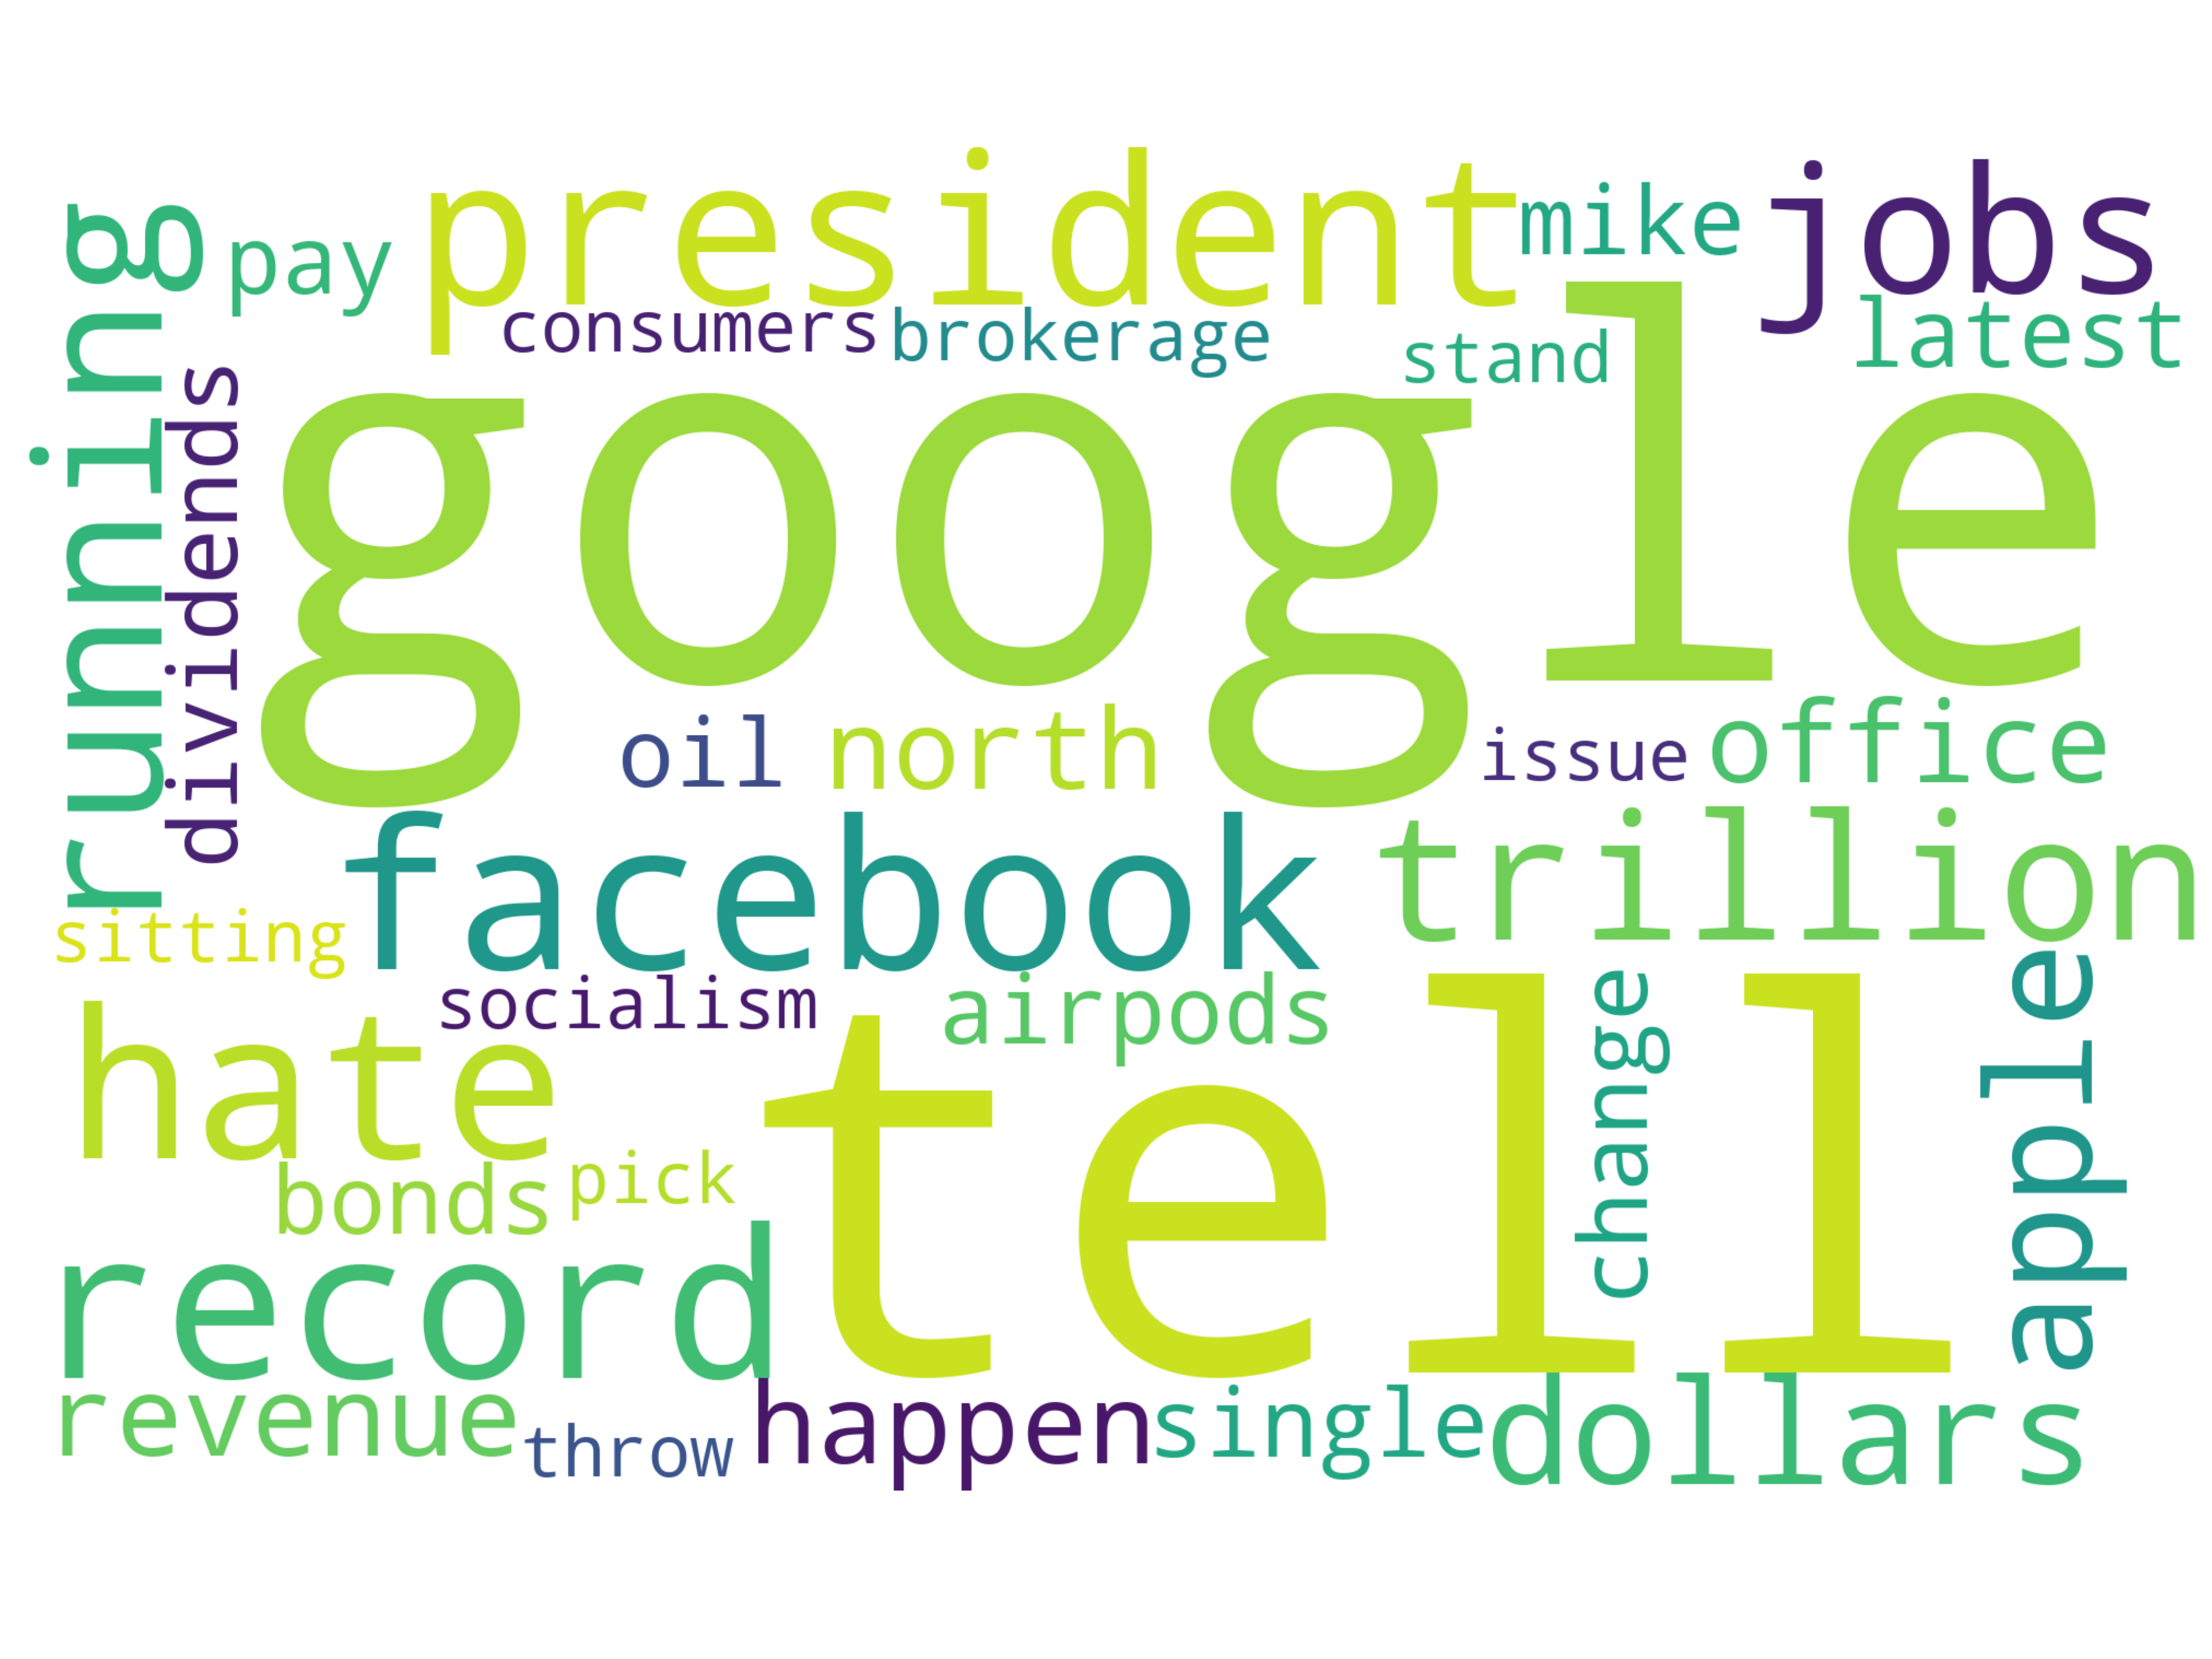 president
mike
jobs
running
pay
consumers
brokerage
stand
latest
dividends
google
oil
north
issue
office
facebook
trillion
sitting
socialism
airpods
change
apple
hate
tell
bonds
pick
record
revenue
throw
happen
single
dollars